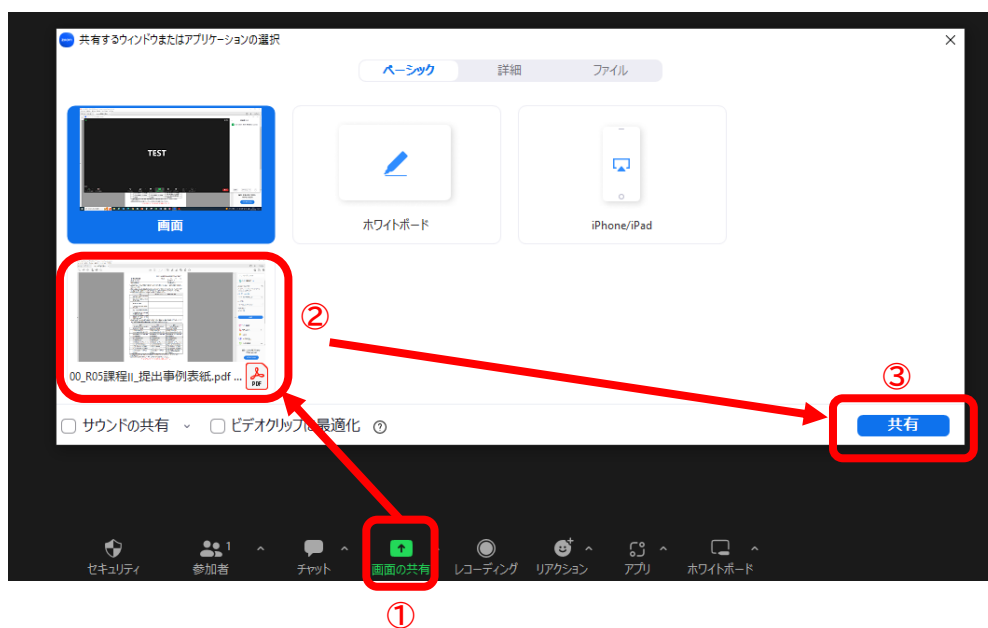 共有するウィンドウまたはアプリケーションの選択
ベーシック 詳細 ファイル
TEST
画面
ホワイトボード
iPhone/iPad
00_R05課程II_提出事例表紙.pdf ...
PDF
②
③
サウンドの共有
ビデオクリップに最適化
共有
セキュリティ
1
参加者
チャット
画面の共有
レコーディング
リアクション
アプリ
ホワイトボード
①